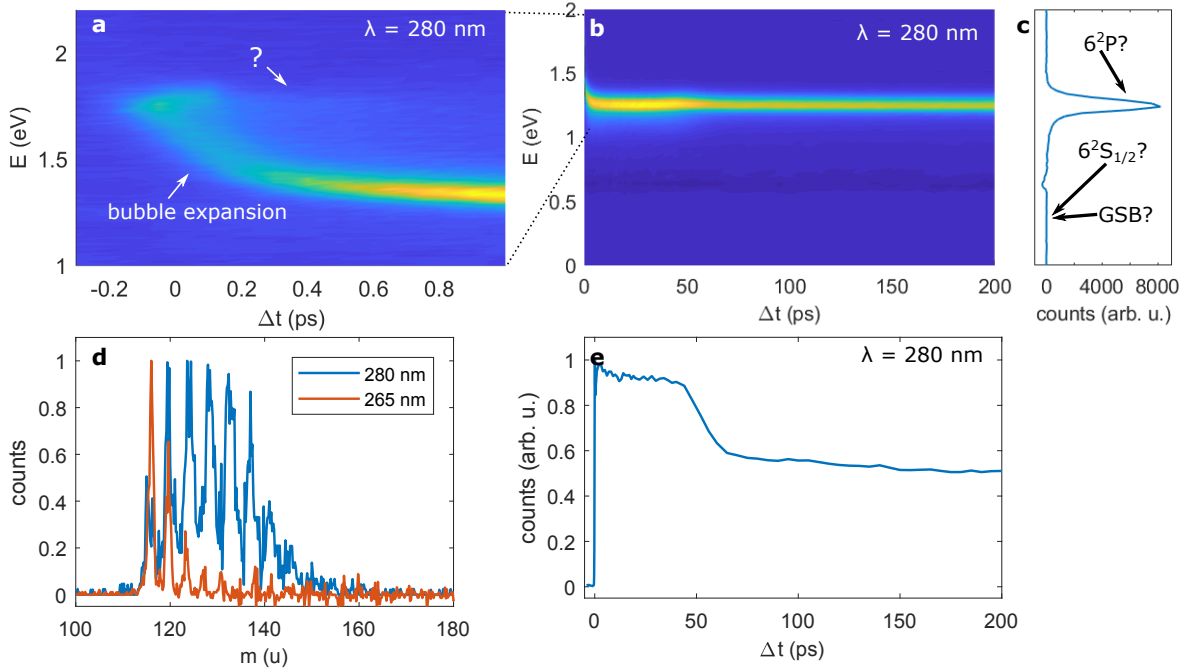 a
λ = 280 nm
?
bubble expansion
2
1.5
1
E (eV)
-0.2 0 0.2 0.4 0.6 0.8
Δt (ps)
b
λ = 280 nm
2
1.5
1
0.5
0
E (eV)
0 50 100 150 200
Δt (ps)
c
6²P?
6²S₁/₂?
GSB?
0 4000 8000
counts (arb. u.)
d
280 nm
265 nm
1
0.8
0.6
0.4
0.2
0
counts
100 120 140 160 180
m (u)
e
λ = 280 nm
1
0.8
0.6
0.4
0.2
0
counts (arb. u.)
0 50 100 150 200
Δt (ps)